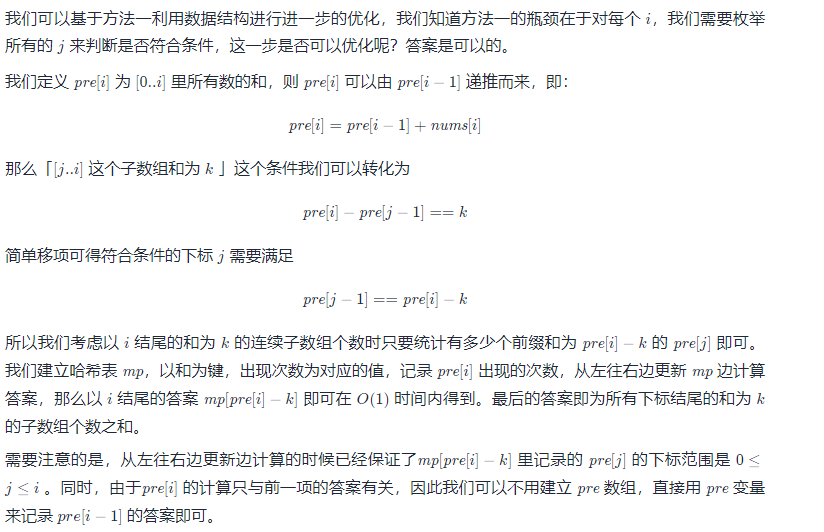 我们可以基于方法一利用数据结构进行进一步的优化，我们知道方法一的瓶颈在于对每个 i，我们需要枚举
所有的 j 来判断是否符合条件，这一步是否可以优化呢？答案是可以的。
我们定义 pre[i] 为 [0..i] 里所有数的和，则 pre[i] 可以由 pre[i − 1] 递推而来，即：
pre[i] = pre[i − 1] + nums[i]
那么「[j..i] 这个子数组和为 k 」这个条件我们可以转化为
pre[i] − pre[j − 1] == k
简单移项可得符合条件的下标 j 需要满足
pre[j − 1] == pre[i] − k
所以我们考虑以 i 结尾的和为 k 的连续子数组个数时只要统计有多少个前缀和为 pre[i] − k 的 pre[j] 即可。
我们建立哈希表 mp，以和为键，出现次数为对应的值，记录 pre[i] 出现的次数，从左往右边更新 mp 边计算
答案，那么以 i 结尾的答案 mp[pre[i] − k] 即可在 O(1) 时间内得到。最后的答案即为所有下标结尾的和为 k
的子数组个数之和。
需要注意的是，从左往右边更新边计算的时候已经保证了mp[pre[i] − k] 里记录的 pre[j] 的下标范围是 0 ≤
j ≤ i 。同时，由于pre[i] 的计算只与前一项的答案有关，因此我们可以不用建立 pre 数组，直接用 pre 变量
来记录 pre[i − 1] 的答案即可。